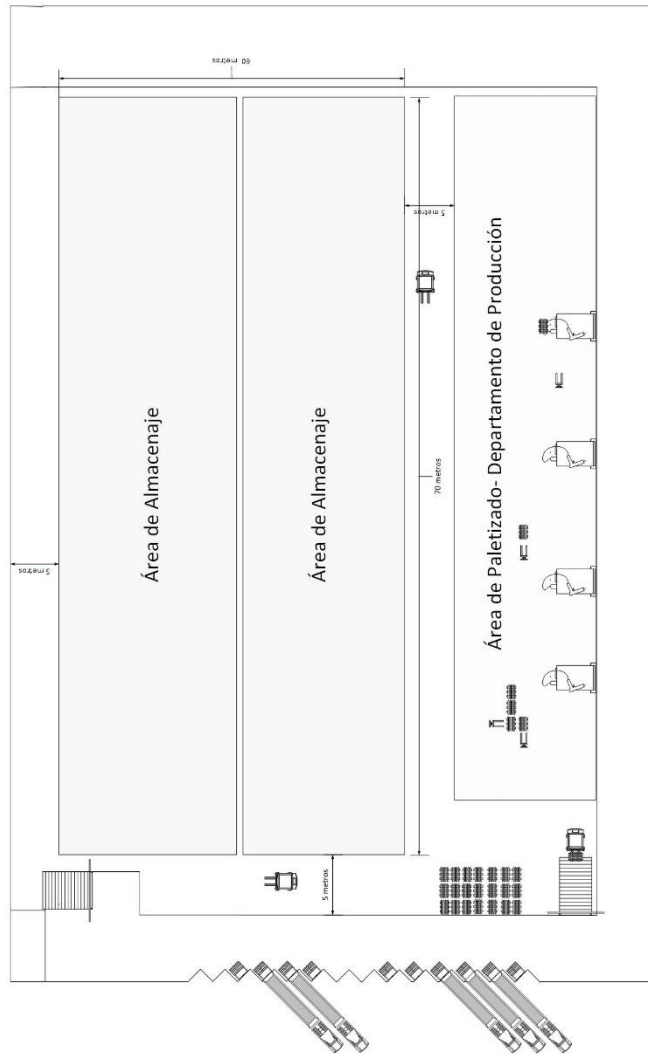 60 metros
Área de Almacenaje
Área de Almacenaje
5 metros
Área de Paletizado- Departamento de Producción
70 metros
5 metros
5 metros